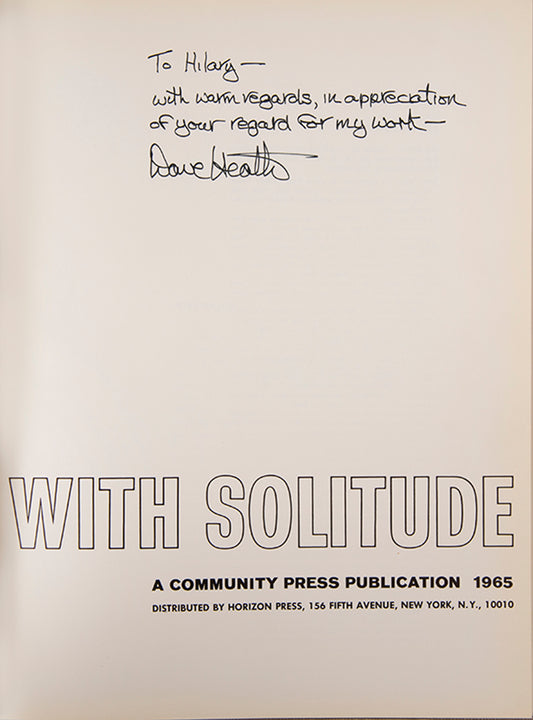 To Hilary—
with warm regards, in appreciation
of your regard for my work—
Dave Heath
WITH SOLITUDE
A COMMUNITY PRESS PUBLICATION 1965
DISTRIBUTED BY HORIZON PRESS, 156 FIFTH AVENUE, NEW YORK, N.Y., 10010